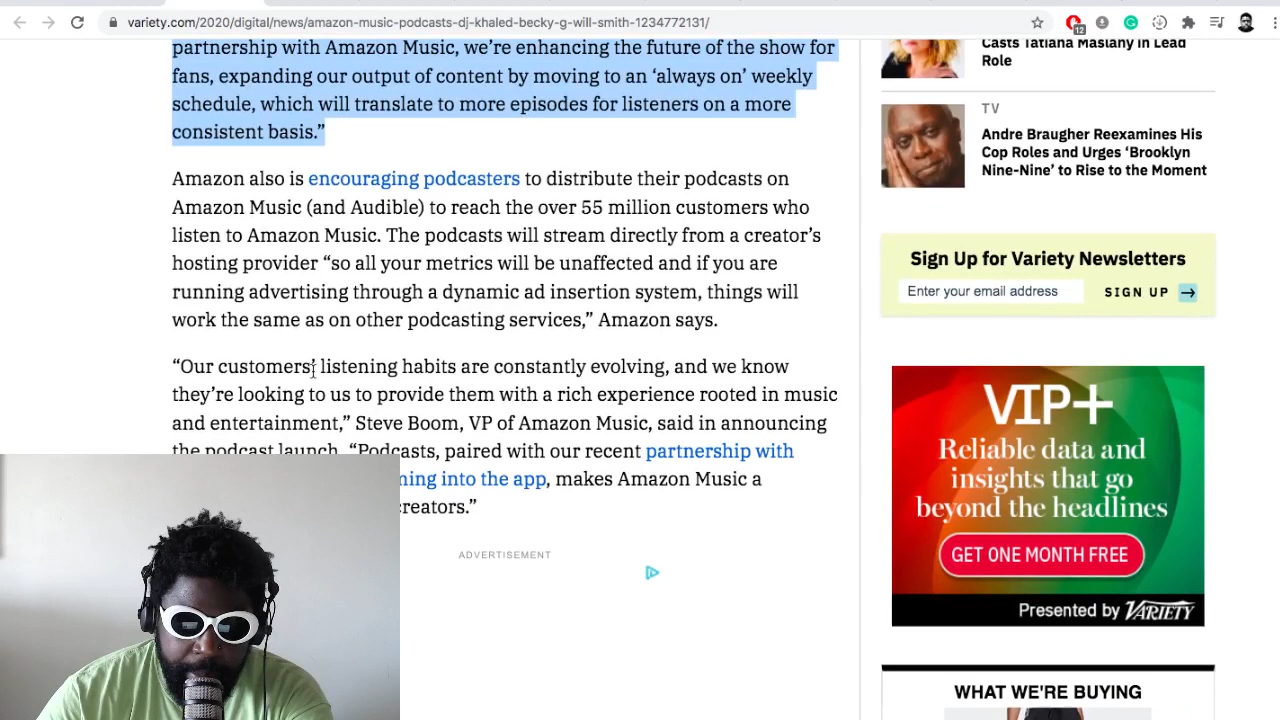 variety.com/2020/digital/news/amazon-music-podcasts-dj-khaled-becky-g-will-smith-1234772131/
12
partnership with Amazon Music, we’re enhancing the future of the show for
fans, expanding our output of content by moving to an ‘always on’ weekly
schedule, which will translate to more episodes for listeners on a more
consistent basis.”
Amazon also is encouraging podcasters to distribute their podcasts on
Amazon Music (and Audible) to reach the over 55 million customers who
listen to Amazon Music. The podcasts will stream directly from a creator’s
hosting provider “so all your metrics will be unaffected and if you are
running advertising through a dynamic ad insertion system, things will
work the same as on other podcasting services,” Amazon says.
“Our customers’ listening habits are constantly evolving, and we know
they’re looking to us to provide them with a rich experience rooted in music
and entertainment,” Steve Boom, VP of Amazon Music, said in announcing
the podcast launch. “Podcasts, paired with our recent partnership with
ming into the app, makes Amazon Music a
creators.”
ADVERTISEMENT
Casts Tatiana Maslany in Lead
Role
TV
Andre Braugher Reexamines His
Cop Roles and Urges ‘Brooklyn
Nine-Nine’ to Rise to the Moment
Sign Up for Variety Newsletters
Enter your email address SIGN UP →
VIP+
Reliable data and
insights that go
beyond the headlines
GET ONE MONTH FREE
Presented by VARIETY
WHAT WE'RE BUYING